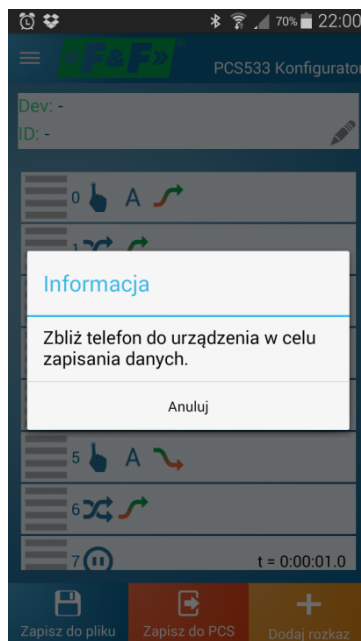 70% 22:00
«F&F»
PCS533 Konfigurator
Dev: -
ID: -
0 A
1
Informacja
Zbliż telefon do urządzenia w celu
zapisania danych.
Anuluj
5 A
6
7 t = 0:00:01.0
Zapisz do pliku Zapisz do PCS Dodaj rozkaz